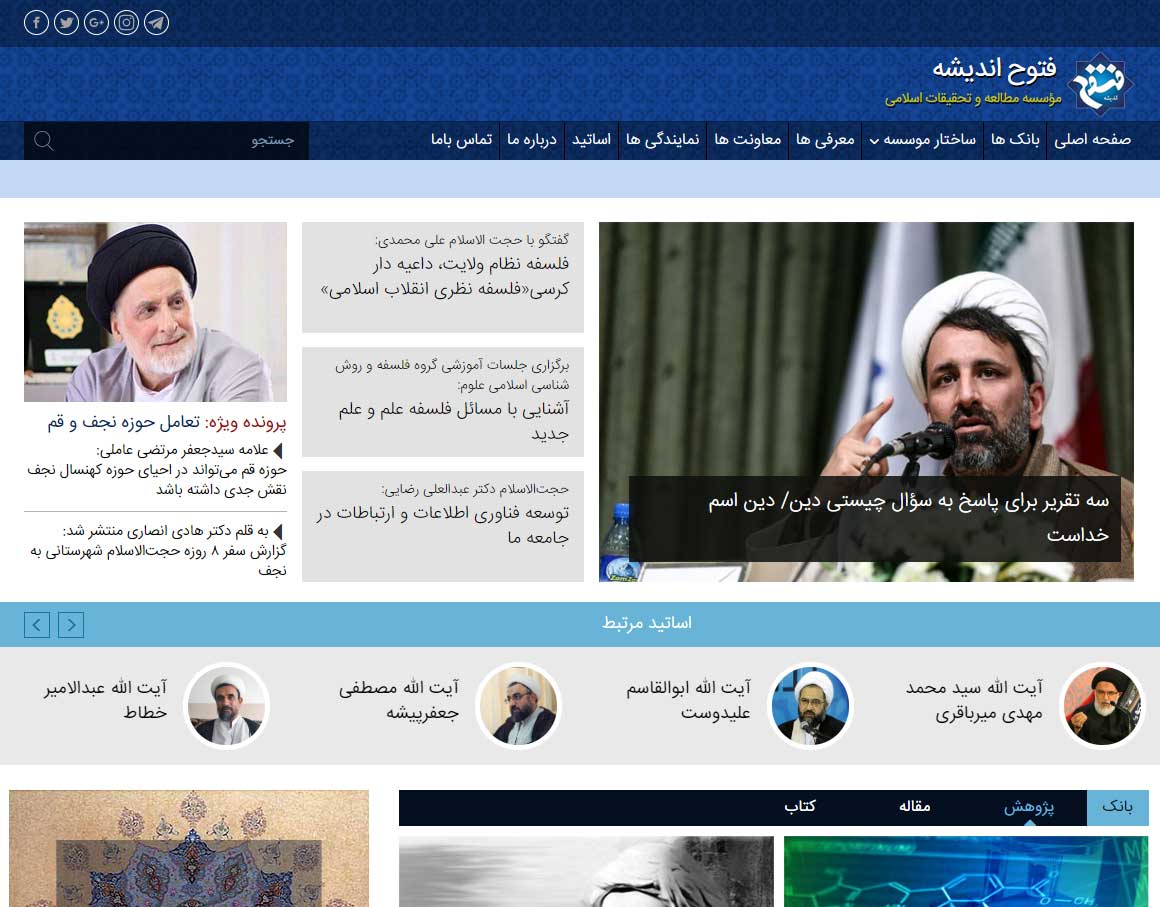 فتوح اندیشه
مؤسسه مطالعه و تحقیقات اسلامی
فتوح
اندیشه
صفحه اصلی
بانک ها
ساختار موسسه
معرفی ها
معاونت ها
نمایندگی ها
اساتید
درباره ما
تماس باما
جستجو
سه تقریر برای پاسخ به سؤال چیستی دین/ دین اسم
خداست
گفتگو با حجت الاسلام علی محمدی:
فلسفه نظام ولایت، داعیه دار
کرسی«فلسفه نظری انقلاب اسلامی»
برگزاری جلسات آموزشی گروه فلسفه و روش
شناسی اسلامی علوم:
آشنایی با مسائل فلسفه علم و علم
جدید
حجت‌الاسلام دکتر عبدالعلی رضایی:
توسعه فناوری اطلاعات و ارتباطات در
جامعه ما
پرونده ویژه: تعامل حوزه نجف و قم
علامه سیدجعفر مرتضی عاملی:
حوزه قم می‌تواند در احیای حوزه کهنسال نجف
نقش جدی داشته باشد
به قلم دکتر هادی انصاری منتشر شد:
گزارش سفر ۸ روزه حجت‌الاسلام شهرستانی به
نجف
اساتید مرتبط
آیت الله سید محمد
مهدی میرباقری
آیت الله ابوالقاسم
علیدوست
آیت الله مصطفی
جعفرپیشه
آیت الله عبدالامیر
خطاط
بانک
پژوهش
مقاله
کتاب